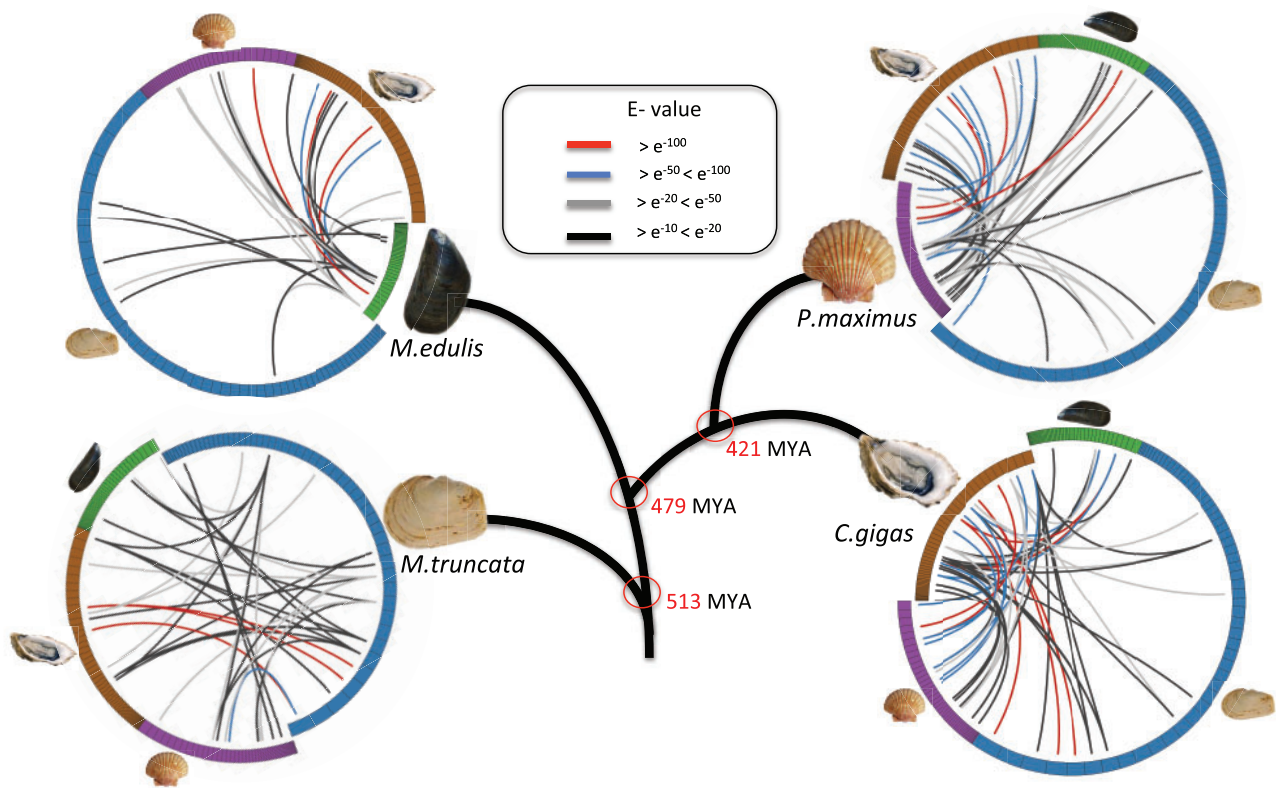 E- value
> e-100
> e-50 < e-100
> e-20 < e-50
> e-10 < e-20
P.maximus
M.edulis
421 MYA
479 MYA
C.gigas
M.truncata
513 MYA